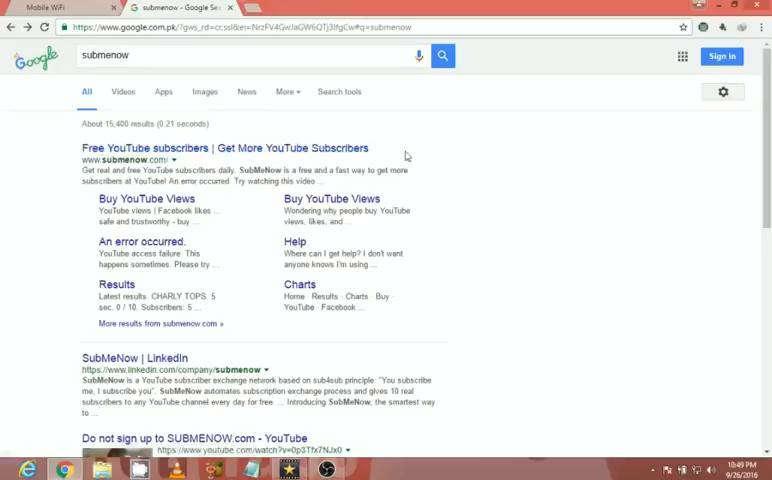 Mobile WiFi
submenow - Google Sea
https://www.google.com.pk/?gws_rd=cr,ssl&ei=NrzFV4GwJaGW6QTj3IfgCw#q=submenow
Google
submenow
Sign in
All Videos Apps Images News More Search tools
About 15,400 results (0.21 seconds)
Free YouTube subscribers | Get More YouTube Subscribers
www.submenow.com/
Get real and free YouTube subscribers daily. SubMeNow is a free and a fast way to get more
subscribers at YouTube! An error occurred. Try watching this video ...
Buy YouTube Views
YouTube views | Facebook likes ...
safe and trustworthy - buy ...
Buy YouTube Views
Wondering why people buy YouTube
views, likes, and ...
An error occurred.
YouTube access failure. This
happens sometimes. Please try ...
Help
Where can I get help? I don't want
anyone knows I'm using ...
Results
Latest results. CHARLY TOPS. 5
sec. 0 / 10. Subscribers: 5 ...
Charts
Home · Results · Charts · Buy ·
YouTube · Facebook ...
More results from submenow.com »
SubMeNow | LinkedIn
https://www.linkedin.com/company/submenow
SubMeNow is a YouTube subscriber exchange network based on sub4sub principle: "You subscribe
me, I subscribe you". SubMeNow automates subscription exchange process and gives 10 real
subscribers to any YouTube channel every day for free. ... Introducing SubMeNow, the smartest way
to ...
Do not sign up to SUBMENOW.com - YouTube
https://www.youtube.com/watch?v=0p3Tfx7NJx0
10:49 PM
9/26/2016